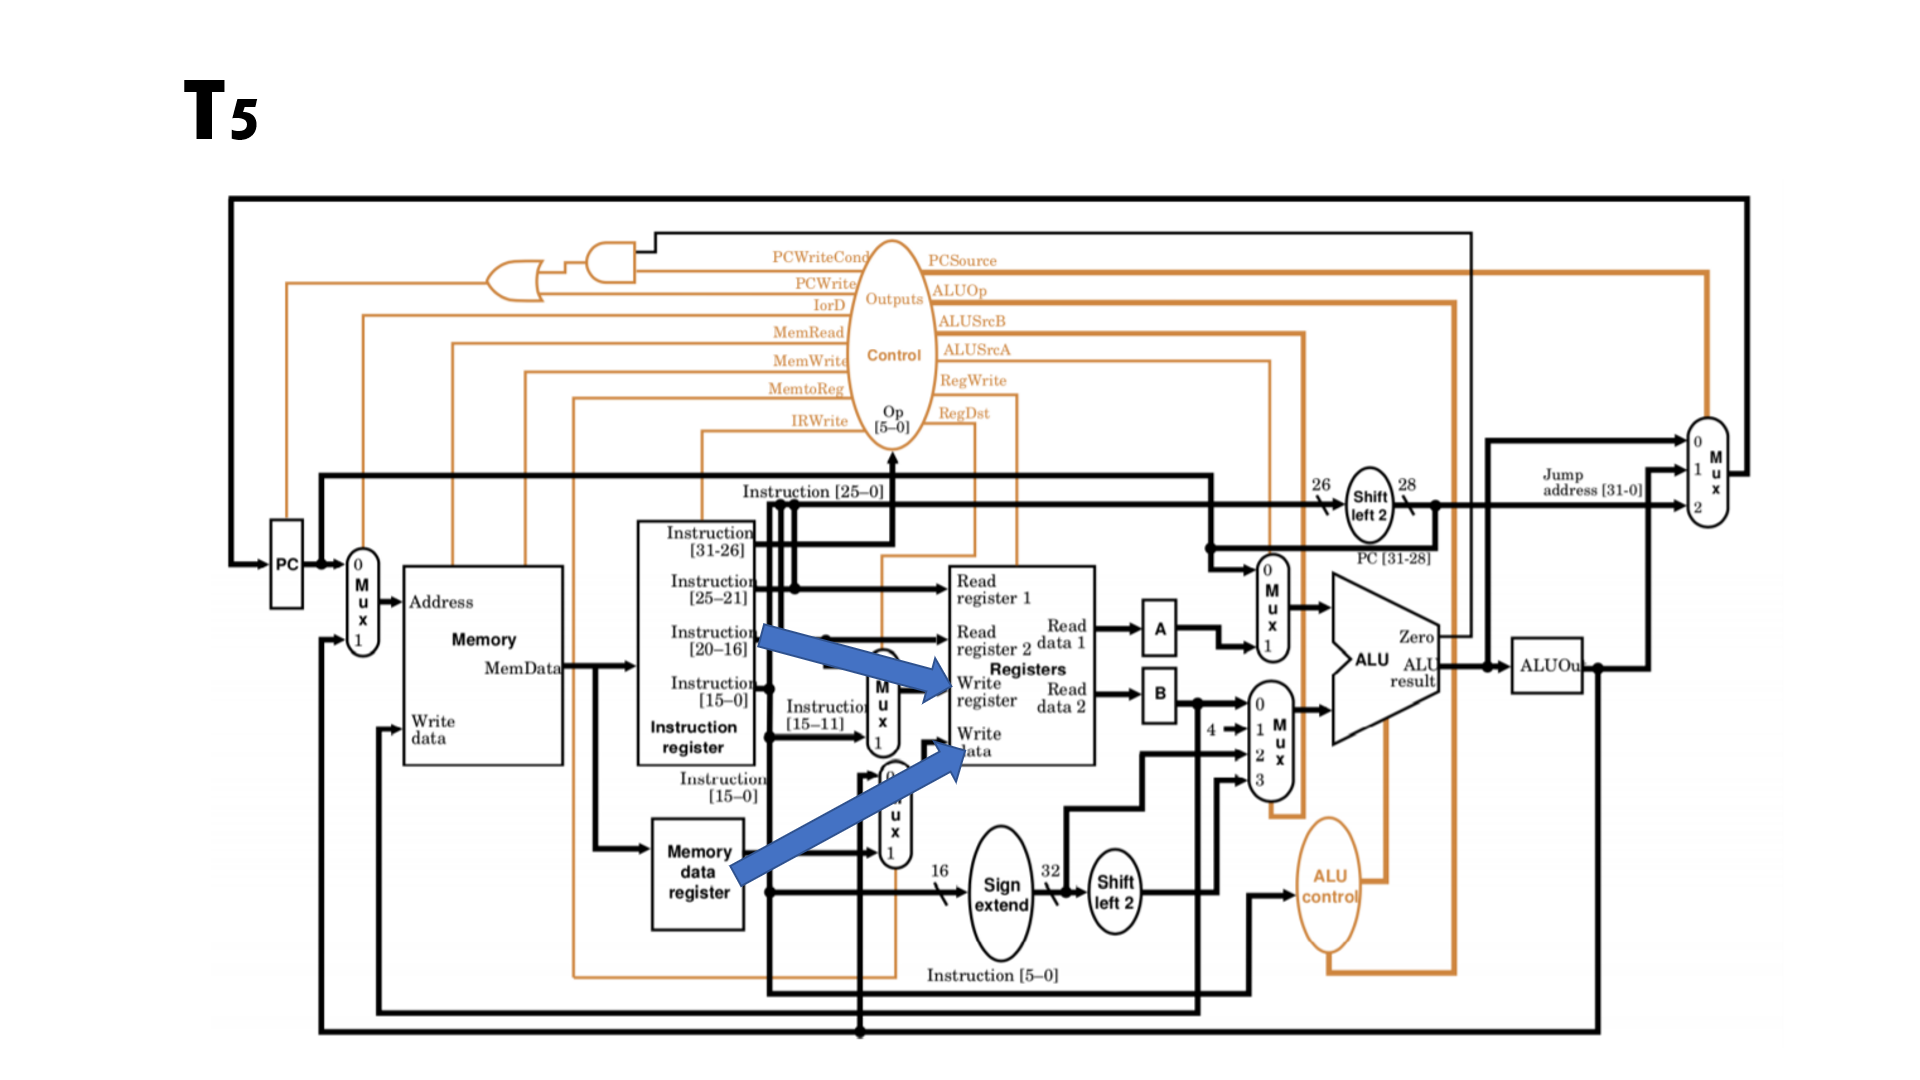 T5
PCWriteCond
PCWrite
IorD
MemRead
MemWrite
MemtoReg
IRWrite
Outputs
Control
Op
[5–0]
PCSource
ALUOp
ALUSrcB
ALUSrcA
RegWrite
RegDst
Instruction [25–0]
26
Shift
left 2
28
Jump
address [31-0]
PC [31-28]
0
1
2
M
u
x
PC
0
M
u
x
1
Address
Memory
MemData
Write
data
Instruction
[31-26]
Instruction
[25–21]
Instruction
[20–16]
Instruction
[15–0]
Instruction
register
Instruction
[15–0]
Memory
data
register
Instruction
[15–11]
M
u
x
1
0
u
x
1
Read
register 1
Read
register 2
Registers
Write
register
Write
data
Read
data 1
Read
data 2
A
B
4
0
M
u
x
1
0
1
2
3
M
u
x
Zero
ALU
ALU
result
ALUOu
16
Sign
extend
32
Shift
left 2
ALU
control
Instruction [5–0]